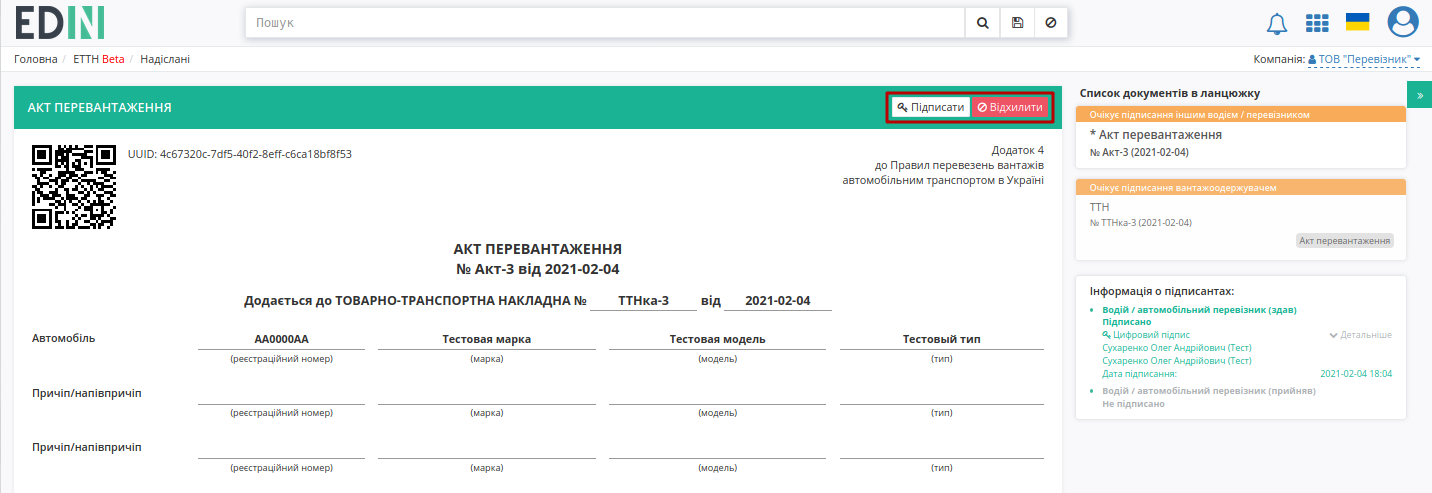 EDIN
Пошук
Головна / ЕТТН Beta / Надіслані
Компанія: ТОВ "Перевізник"
АКТ ПЕРЕВАНТАЖЕННЯ
Підписати
Відхилити
UUID: 4c67320c-7df5-40f2-8eff-c6ca18bf8f53
Додаток 4
до Правил перевезень вантажів
автомобільним транспортом в Україні
АКТ ПЕРЕВАНТАЖЕННЯ
№ Акт-3 від 2021-02-04
Додається до ТОВАРНО-ТРАНСПОРТНА НАКЛАДНА № ТТНка-3 від 2021-02-04
Автомобіль АА0000АА Тестовая марка Тестовая модель Тестовый тип
(реєстраційний номер) (марка) (модель) (тип)
Причіп/напівпричіп
(реєстраційний номер) (марка) (модель) (тип)
Причіп/напівпричіп
(реєстраційний номер) (марка) (модель) (тип)
»
Список документів в ланцюжку
Очікує підписання іншим водієм / перевізником
* Акт перевантаження
№ Акт-3 (2021-02-04)
Очікує підписання вантажоодержувачем
ТТН
№ ТТНка-3 (2021-02-04)
Акт перевантаження
Інформація о підписантах:
Водій / автомобільний перевізник (здав)
Підписано
Цифровий підпис Детальніше
Сухаренко Олег Андрійович (Тест)
Сухаренко Олег Андрійович (Тест)
Дата підписання: 2021-02-04 18:04
Водій / автомобільний перевізник (прийняв)
Не підписано